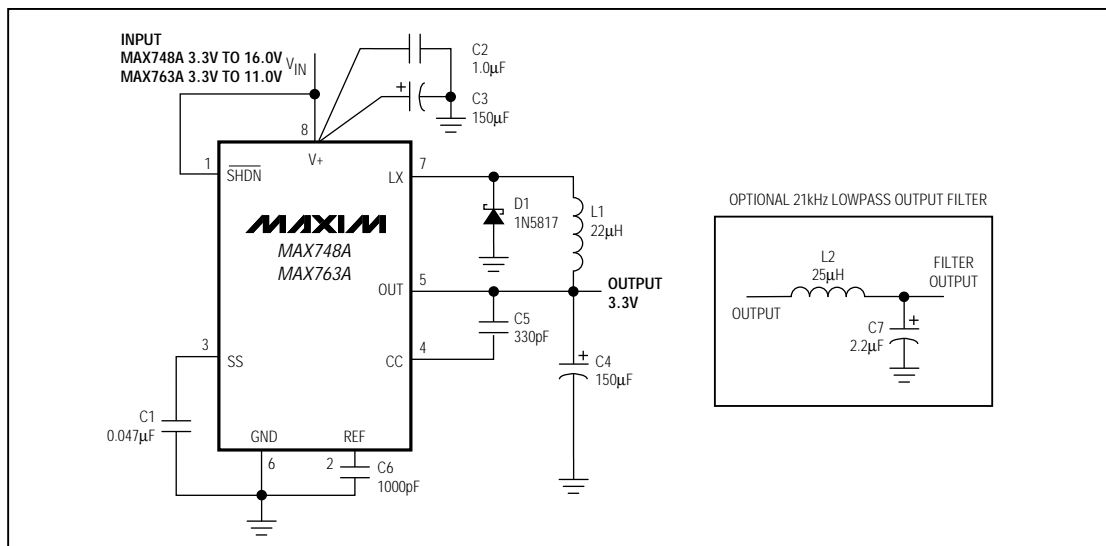 INPUT
MAX748A 3.3V TO 16.0V
MAX763A 3.3V TO 11.0V
VIN
C2
1.0µF
+
C3
150µF
8
V+
1
SHDN
7
LX
D1
1N5817
L1
22µH
MAXIM
MAX748A
MAX763A
5
OUT
OUTPUT
3.3V
C5
330pF
4
CC
+
C4
150µF
3
SS
C1
0.047µF
GND
REF
6
2
C6
1000pF
OPTIONAL 21kHz LOWPASS OUTPUT FILTER
L2
25µH
FILTER
OUTPUT
OUTPUT
+
C7
2.2µF